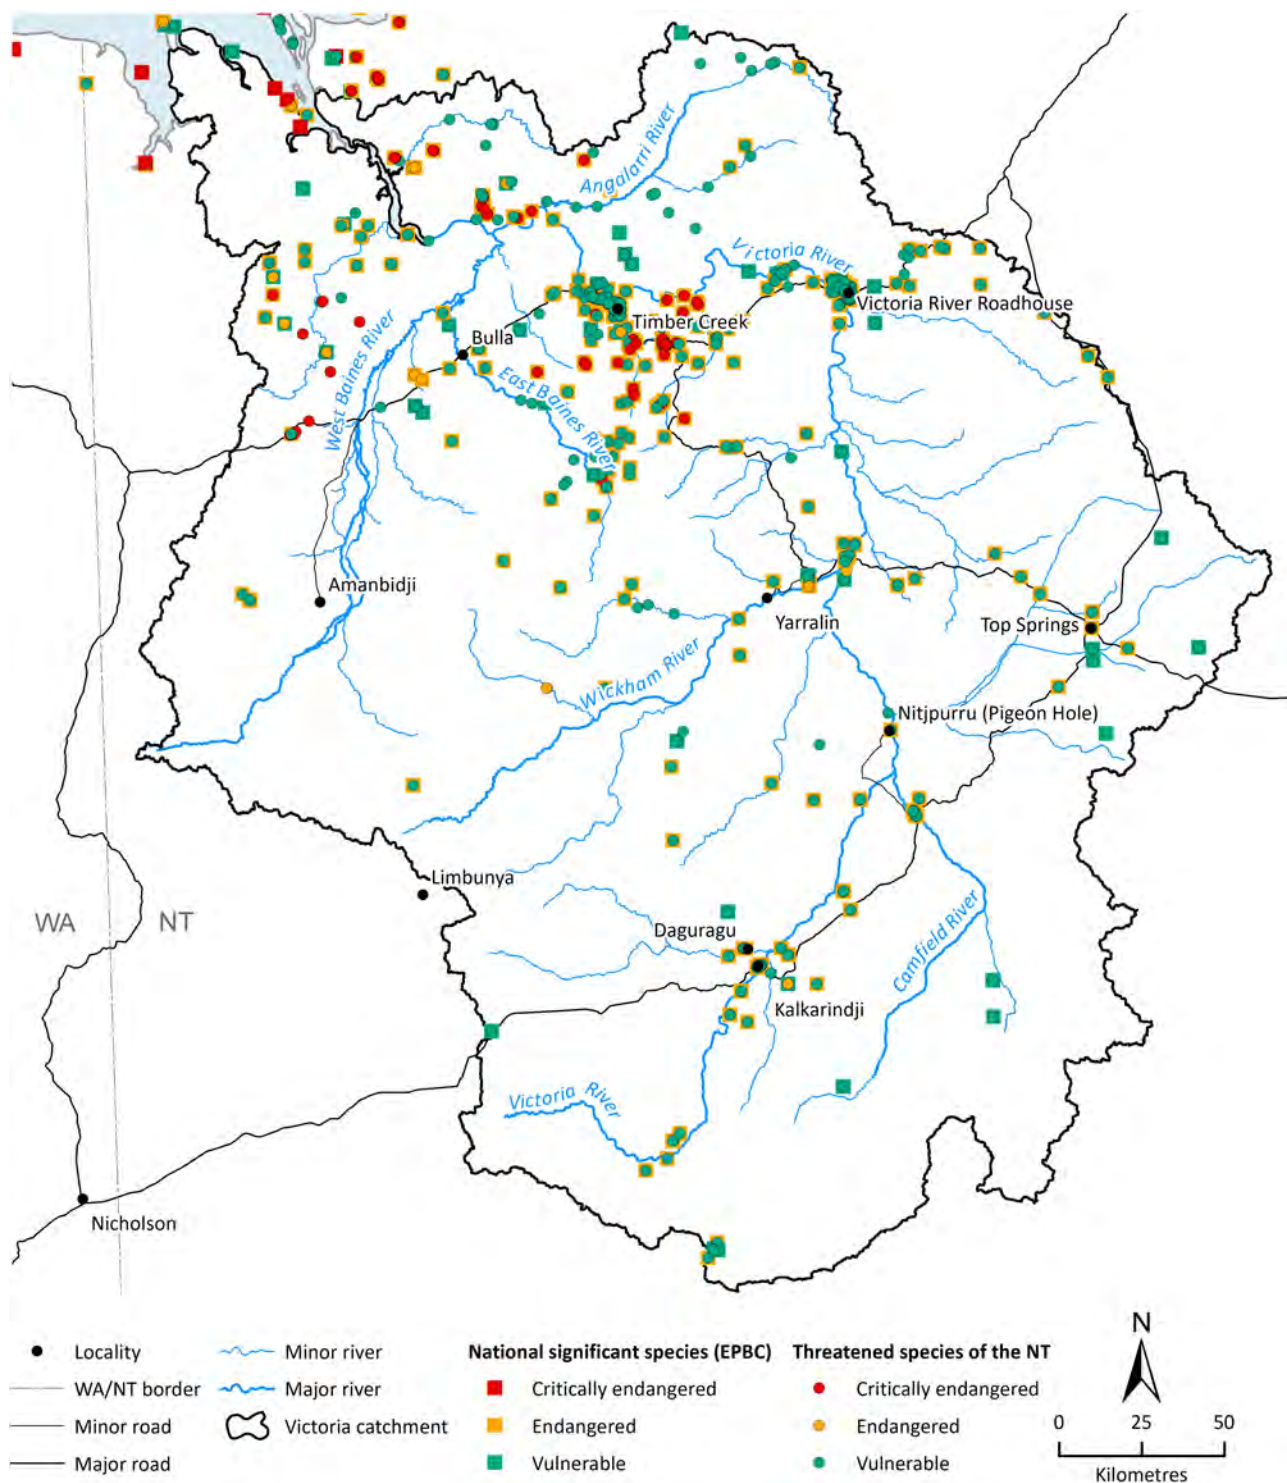 Angalarri River
Victoria River
Victoria River Roadhouse
Timber Creek
Bulla
West Baines River
East Baines River
Amanbidji
Yarralin
Top Springs
Wickham River
Nitjpurru (Pigeon Hole)
Limbunya
WA NT
Daguragu
Camfield River
Kalkarindji
Victoria River
Nicholson
Locality
WA/NT border
Minor road
Major road
Minor river
Major river
Victoria catchment
National significant species (EPBC)
Critically endangered
Endangered
Vulnerable
Threatened species of the NT
Critically endangered
Endangered
Vulnerable
N
0 25 50
Kilometres